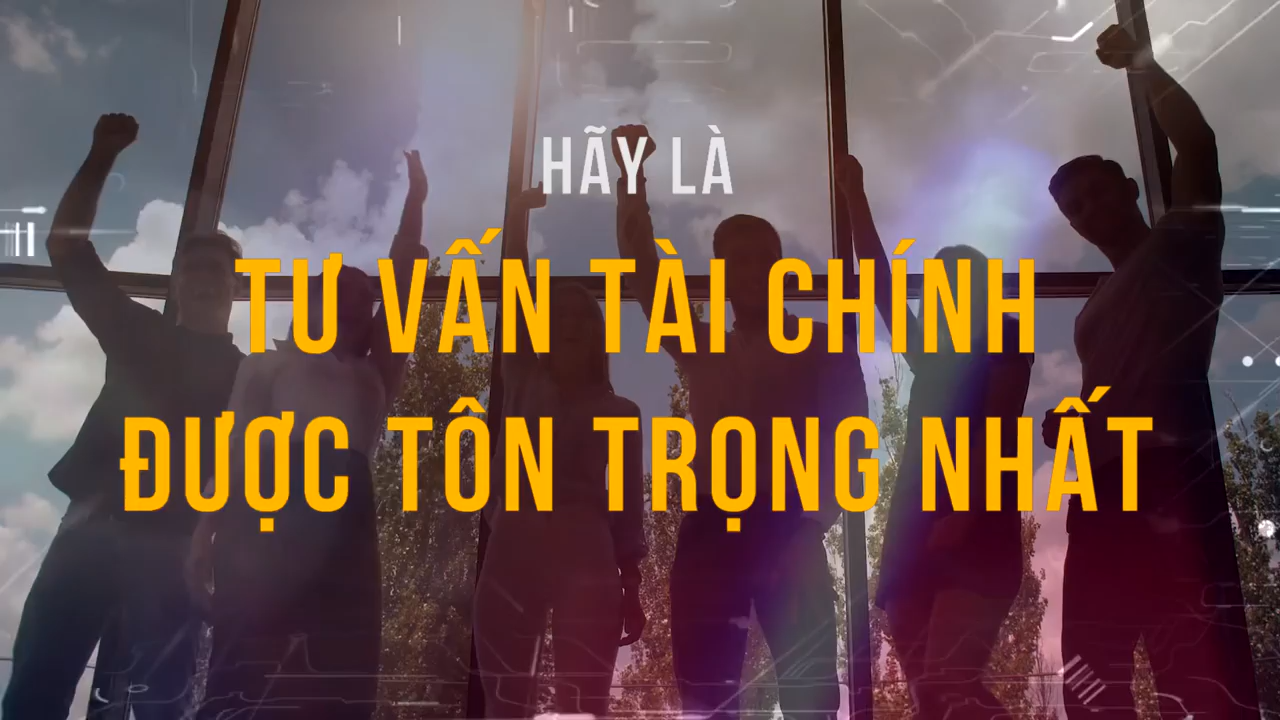 HÃY LÀ
TƯ VẤN TÀI CHÍNH
ĐƯỢC TÔN TRỌNG NHẤT